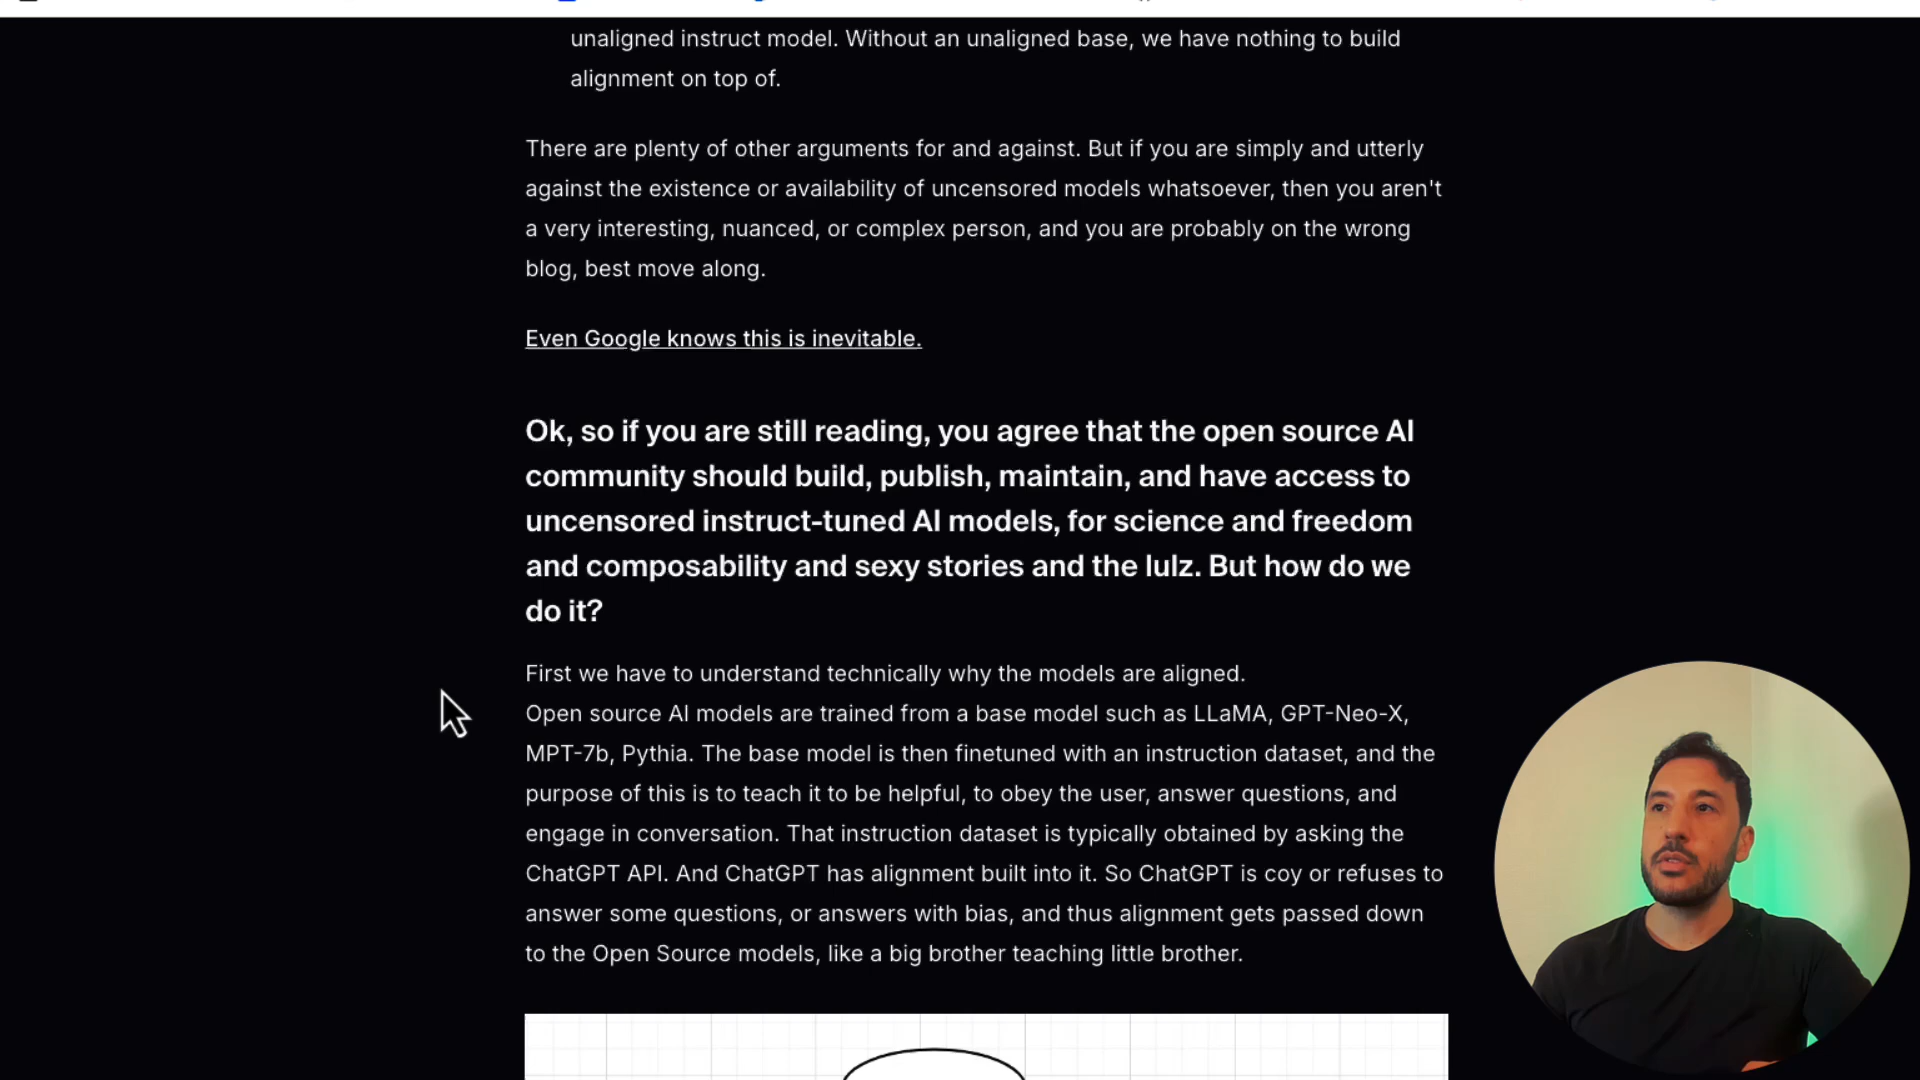 unaligned instruct model. Without an unaligned base, we have nothing to build
alignment on top of.
There are plenty of other arguments for and against. But if you are simply and utterly
against the existence or availability of uncensored models whatsoever, then you aren't
a very interesting, nuanced, or complex person, and you are probably on the wrong
blog, best move along.
Even Google knows this is inevitable.
Ok, so if you are still reading, you agree that the open source AI
community should build, publish, maintain, and have access to
uncensored instruct-tuned AI models, for science and freedom
and composability and sexy stories and the lulz. But how do we
do it?
First we have to understand technically why the models are aligned.
Open source AI models are trained from a base model such as LLaMA, GPT-Neo-X,
MPT-7b, Pythia. The base model is then finetuned with an instruction dataset, and the
purpose of this is to teach it to be helpful, to obey the user, answer questions, and
engage in conversation. That instruction dataset is typically obtained by asking the
ChatGPT API. And ChatGPT has alignment built into it. So ChatGPT is coy or refuses to
answer some questions, or answers with bias, and thus alignment gets passed down
to the Open Source models, like a big brother teaching little brother.